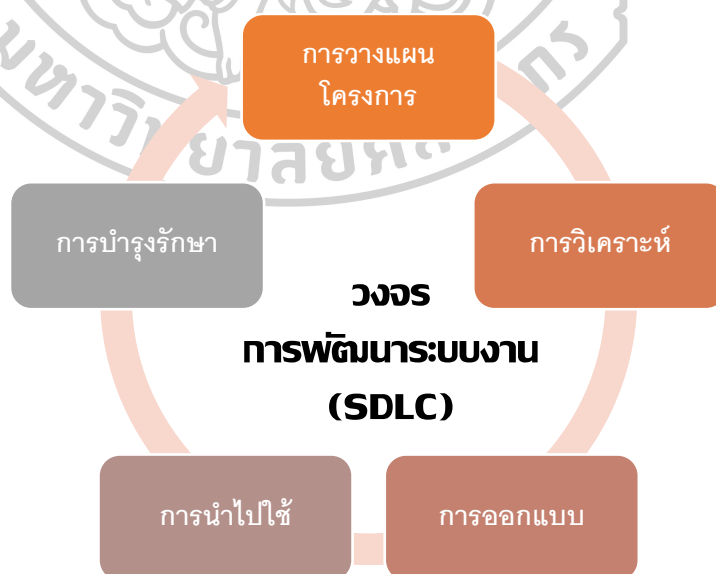 การวางแผน
โครงการ
การวิเคราะห์
การออกแบบ
การนำไปใช้
การบำรุงรักษา
วงจร
การพัฒนาระบบงาน
(SDLC)